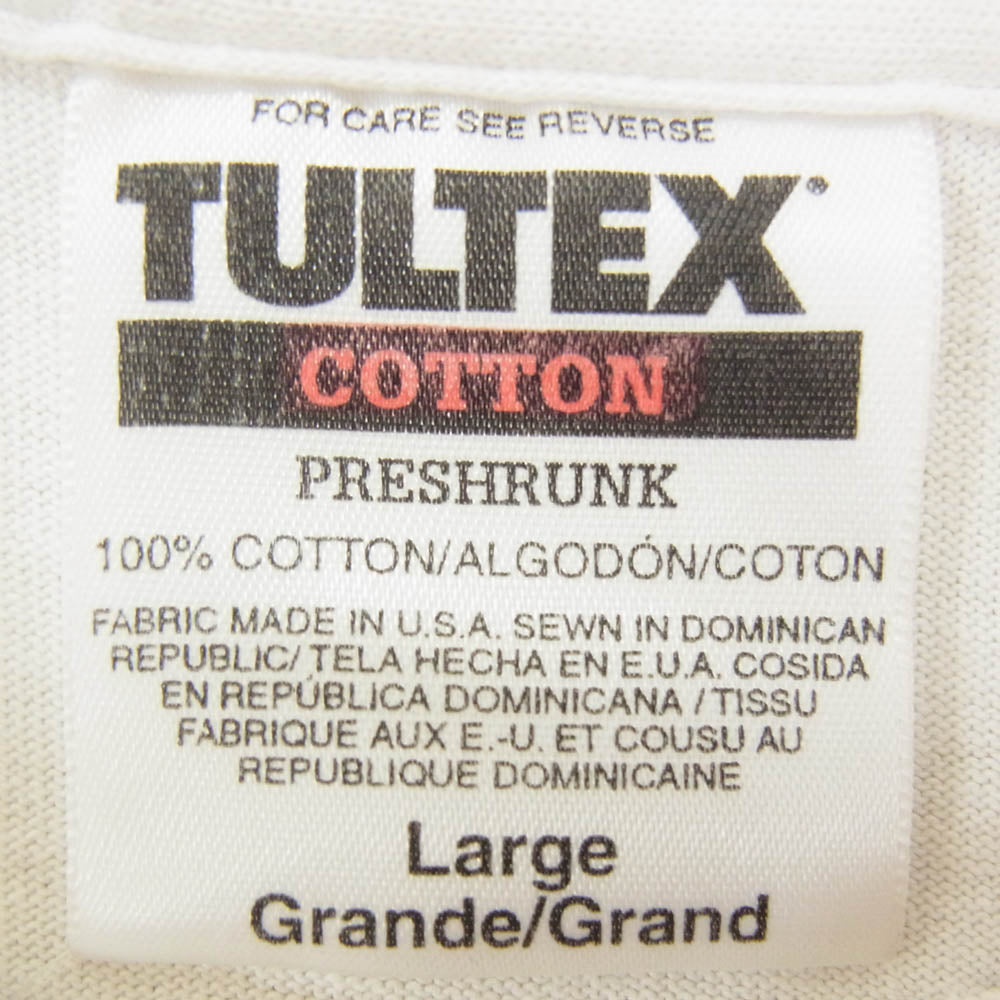 FOR CARE SEE REVERSE
TULTEX®
COTTON
PRESHRUNK
100% COTTON/ALGODÓN/COTON
FABRIC MADE IN U.S.A. SEWN IN DOMINICAN
REPUBLIC/ TELA HECHA EN E.U.A. COSIDA
EN REPÚBLICA DOMINICANA / TISSU
FABRIQUE AUX E.-U. ET COUSU AU
REPUBLIQUE DOMINICAINE
Large
Grande/Grand